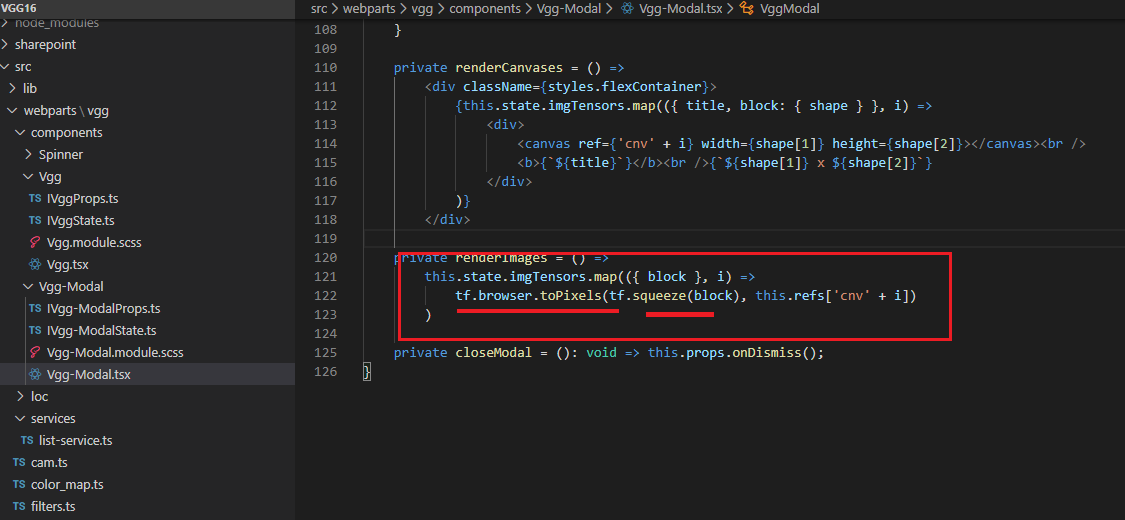 VGG16
node_modules
sharepoint
src
lib
webparts \ vgg
components
Spinner
Vgg
TS IVggProps.ts
TS IVggState.ts
Vgg.module.scss
Vgg.tsx
Vgg-Modal
TS IVgg-ModalProps.ts
TS IVgg-ModalState.ts
Vgg-Modal.module.scss
Vgg-Modal.tsx
loc
services
TS list-service.ts
TS cam.ts
TS color_map.ts
TS filters.ts
src > webparts > vgg > components > Vgg-Modal > Vgg-Modal.tsx > VggModal
108 }
109
110 private renderCanvases = () =>
111 <div className={styles.flexContainer}>
112 {this.state.imgTensors.map(({ title, block: { shape } }, i) =>
113 <div>
114 <canvas ref={'cnv' + i} width={shape[1]} height={shape[2]}></canvas><br />
115 <b>{`${title}`}</b><br />{`${shape[1]} x ${shape[2]}`}
116 </div>
117 )}
118 </div>
119
120 private renderImages = () =>
121 this.state.imgTensors.map(({ block }, i) =>
122 tf.browser.toPixels(tf.squeeze(block), this.refs['cnv' + i])
123 )
124
125 private closeModal = (): void => this.props.onDismiss();
126 }